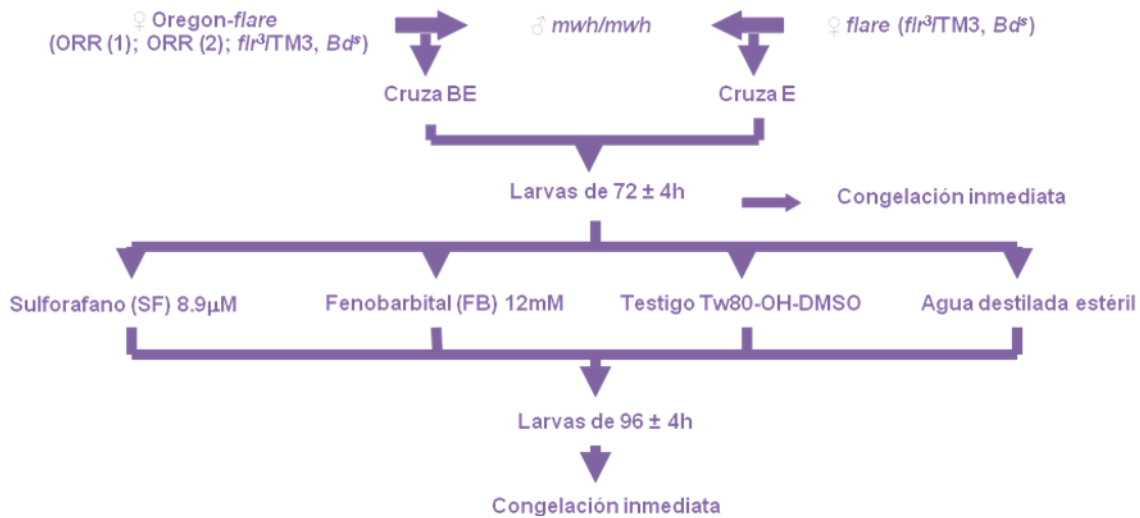 ♀ Oregon-flare
(ORR (1); ORR (2); flr³/TM3, Bdˢ)
♂ mwh/mwh
♀ flare (flr³/TM3, Bdˢ)
Cruza BE
Cruza E
Larvas de 72 ± 4h
Congelación inmediata
Sulforafano (SF) 8.9µM
Fenobarbital (FB) 12mM
Testigo Tw80-OH-DMSO
Agua destilada estéril
Larvas de 96 ± 4h
Congelación inmediata